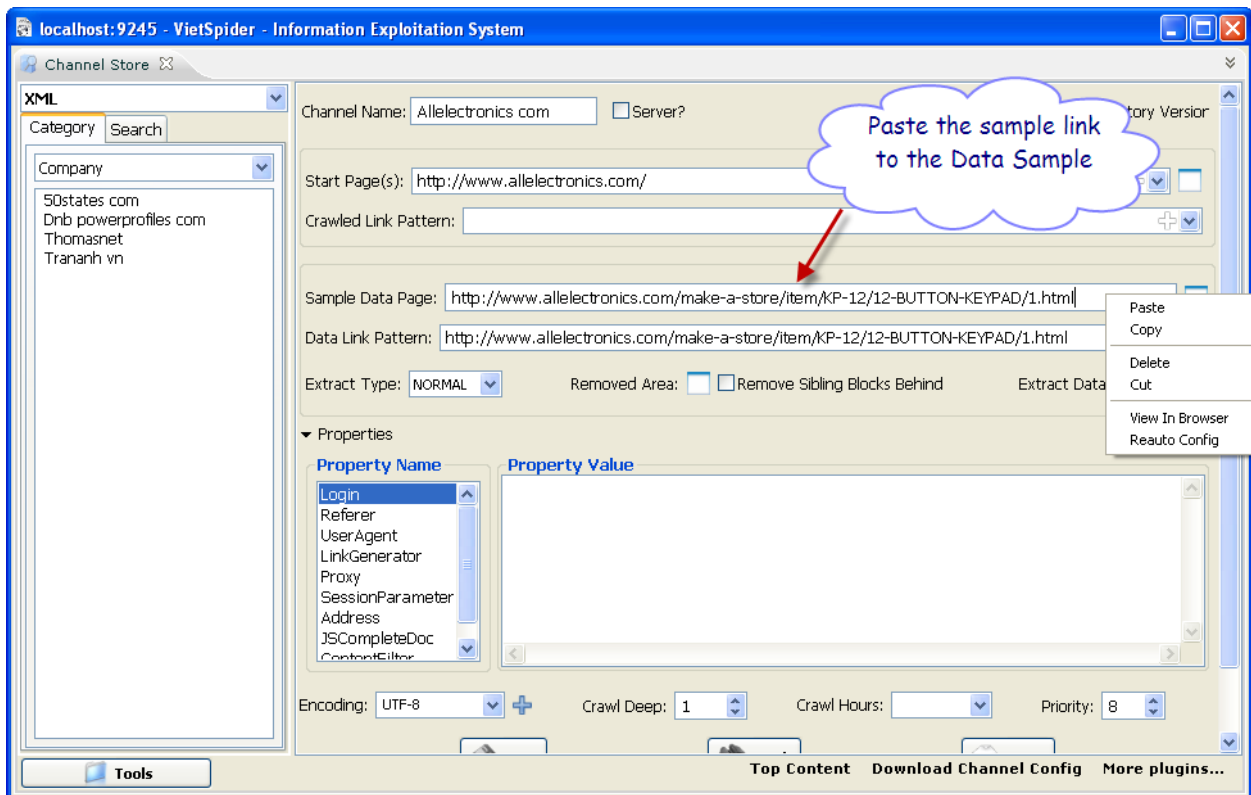 localhost:9245 - VietSpider - Information Exploitation System
Channel Store
XML
Category Search
Company
50states com
Dnb powerprofiles com
Thomasnet
Trananh vn
Channel Name: Allelectronics com Server? tory Version
Paste the sample link
to the Data Sample
Start Page(s): http://www.allelectronics.com/
Crawled Link Pattern:
Sample Data Page: http://www.allelectronics.com/make-a-store/item/KP-12/12-BUTTON-KEYPAD/1.html
Data Link Pattern: http://www.allelectronics.com/make-a-store/item/KP-12/12-BUTTON-KEYPAD/1.html
Extract Type: NORMAL Removed Area: Remove Sibling Blocks Behind Extract Data
Paste
Copy
Delete
Cut
View In Browser
Reauto Config
Properties
Property Name Property Value
Login
Referer
UserAgent
LinkGenerator
Proxy
SessionParameter
Address
JSCompleteDoc
ContentFilter
Encoding: UTF-8 Crawl Deep: 1 Crawl Hours: Priority: 8
Tools Top Content Download Channel Config More plugins...